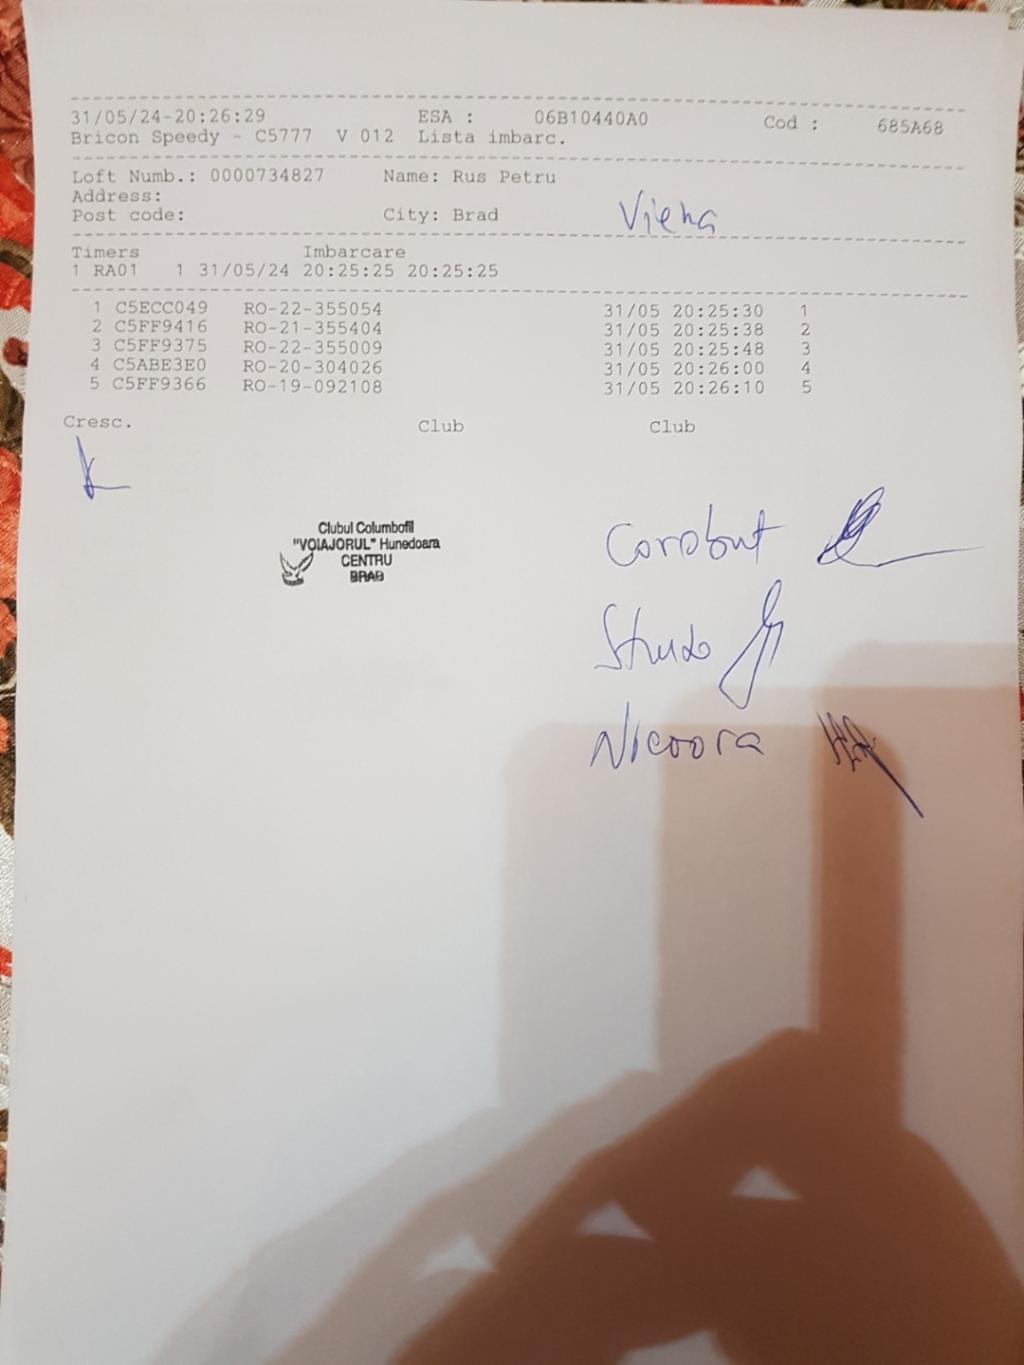 31/05/24-20:26:29 ESA : 06B10440A0 Cod : 685A68
Bricon Speedy - C5777 V 012 Lista imbarc.
Loft Numb.: 0000734827 Name: Rus Petru
Address:
Post code: City: Brad
Viena
Timers Imbarcare
1 RA01 1 31/05/24 20:25:25 20:25:25
1 C5ECC049 RO-22-355054 31/05 20:25:30 1
2 C5FF9416 RO-21-355404 31/05 20:25:38 2
3 C5FF9375 RO-22-355009 31/05 20:25:48 3
4 C5ABE3E0 RO-20-304026 31/05 20:26:00 4
5 C5FF9366 RO-19-092108 31/05 20:26:10 5
Cresc. Club Club
Clubul Columbofil
"VOIAJORUL" Hunedoara
CENTRU
BRAD
Nicoora